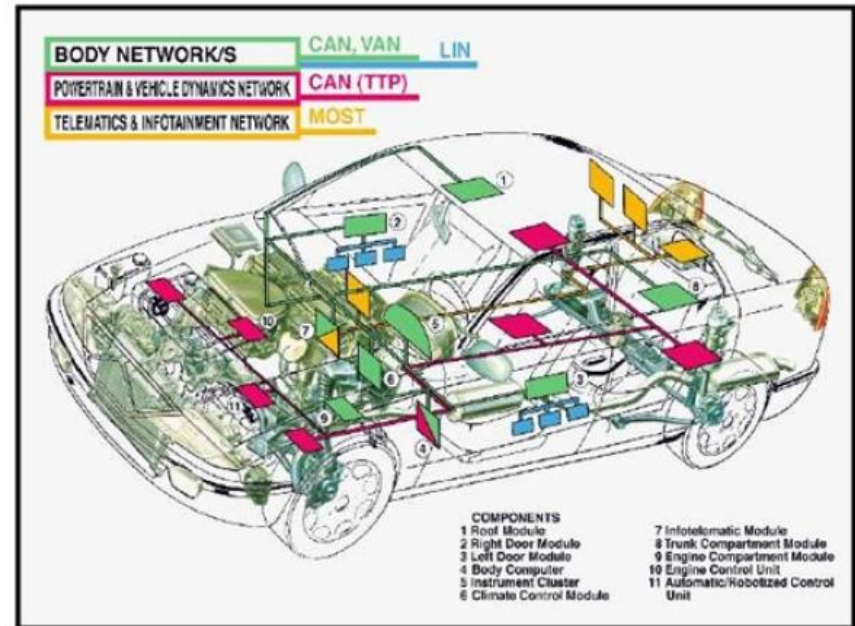 BODY NETWORK/S CAN, VAN LIN
POWERTRAIN & VEHICLE DYNAMICS NETWORK CAN (TTP)
TELEMATICS & INFOTAINMENT NETWORK MOST
1
2
10
7
5
8
6
3
11
9
4
COMPONENTS
1 Roof Module
2 Right Door Module
3 Left Door Module
4 Body Computer
5 Instrument Cluster
6 Climate Control Module
7 Infotelematic Module
8 Trunk Compartment Module
9 Engine Compartment Module
10 Engine Control Unit
11 Automatic/Robotized Control
Unit